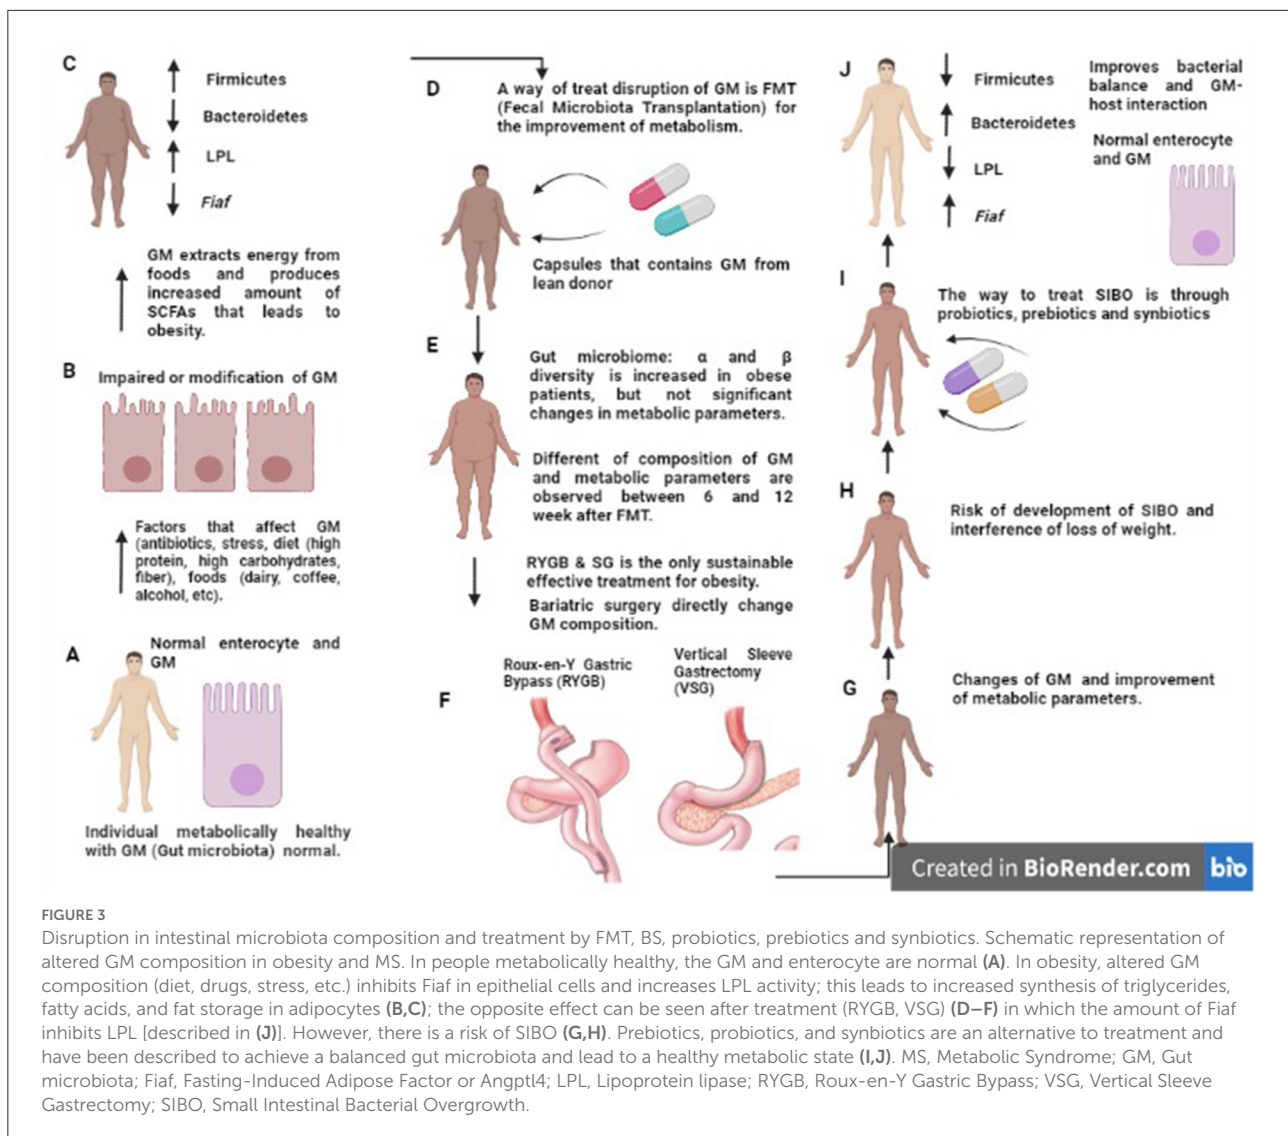 C
Firmicutes
Bacteroidetes
LPL
Fiaf
GM extracts energy from
foods and produces
increased amount of
SCFAs that leads to
obesity.
B
Impaired or modification of GM
Factors that affect GM
(antibiotics, stress, diet (high
protein, high carbohydrates,
fiber), foods (dairy, coffee,
alcohol, etc).
A
Normal enterocyte and
GM
Individual metabolically healthy
with GM (Gut microbiota) normal.
D
A way of treat disruption of GM is FMT
(Fecal Microbiota Transplantation) for
the improvement of metabolism.
Capsules that contains GM from
lean donor
E
Gut microbiome: α and β
diversity is increased in obese
patients, but not significant
changes in metabolic parameters.
Different of composition of GM
and metabolic parameters are
observed between 6 and 12
week after FMT.
RYGB & SG is the only sustainable
effective treatment for obesity.
Bariatric surgery directly change
GM composition.
F
Roux-en-Y Gastric
Bypass (RYGB)
Vertical Sleeve
Gastrectomy
(VSG)
J
Firmicutes
Bacteroidetes
LPL
Fiaf
Improves bacterial
balance and GM-
host interaction
Normal enterocyte
and GM
I
The way to treat SIBO is through
probiotics, prebiotics and synbiotics
H
Risk of development of SIBO and
interference of loss of weight.
G
Changes of GM and improvement
of metabolic parameters.
Created in BioRender.com bio
FIGURE 3
Disruption in intestinal microbiota composition and treatment by FMT, BS, probiotics, prebiotics and synbiotics. Schematic representation of
altered GM composition in obesity and MS. In people metabolically healthy, the GM and enterocyte are normal (A). In obesity, altered GM
composition (diet, drugs, stress, etc.) inhibits Fiaf in epithelial cells and increases LPL activity; this leads to increased synthesis of triglycerides,
fatty acids, and fat storage in adipocytes (B,C); the opposite effect can be seen after treatment (RYGB, VSG) (D–F) in which the amount of Fiaf
inhibits LPL [described in (J)]. However, there is a risk of SIBO (G,H). Prebiotics, probiotics, and synbiotics are an alternative to treatment and
have been described to achieve a balanced gut microbiota and lead to a healthy metabolic state (I,J). MS, Metabolic Syndrome; GM, Gut
microbiota; Fiaf, Fasting-Induced Adipose Factor or Angptl4; LPL, Lipoprotein lipase; RYGB, Roux-en-Y Gastric Bypass; VSG, Vertical Sleeve
Gastrectomy; SIBO, Small Intestinal Bacterial Overgrowth.